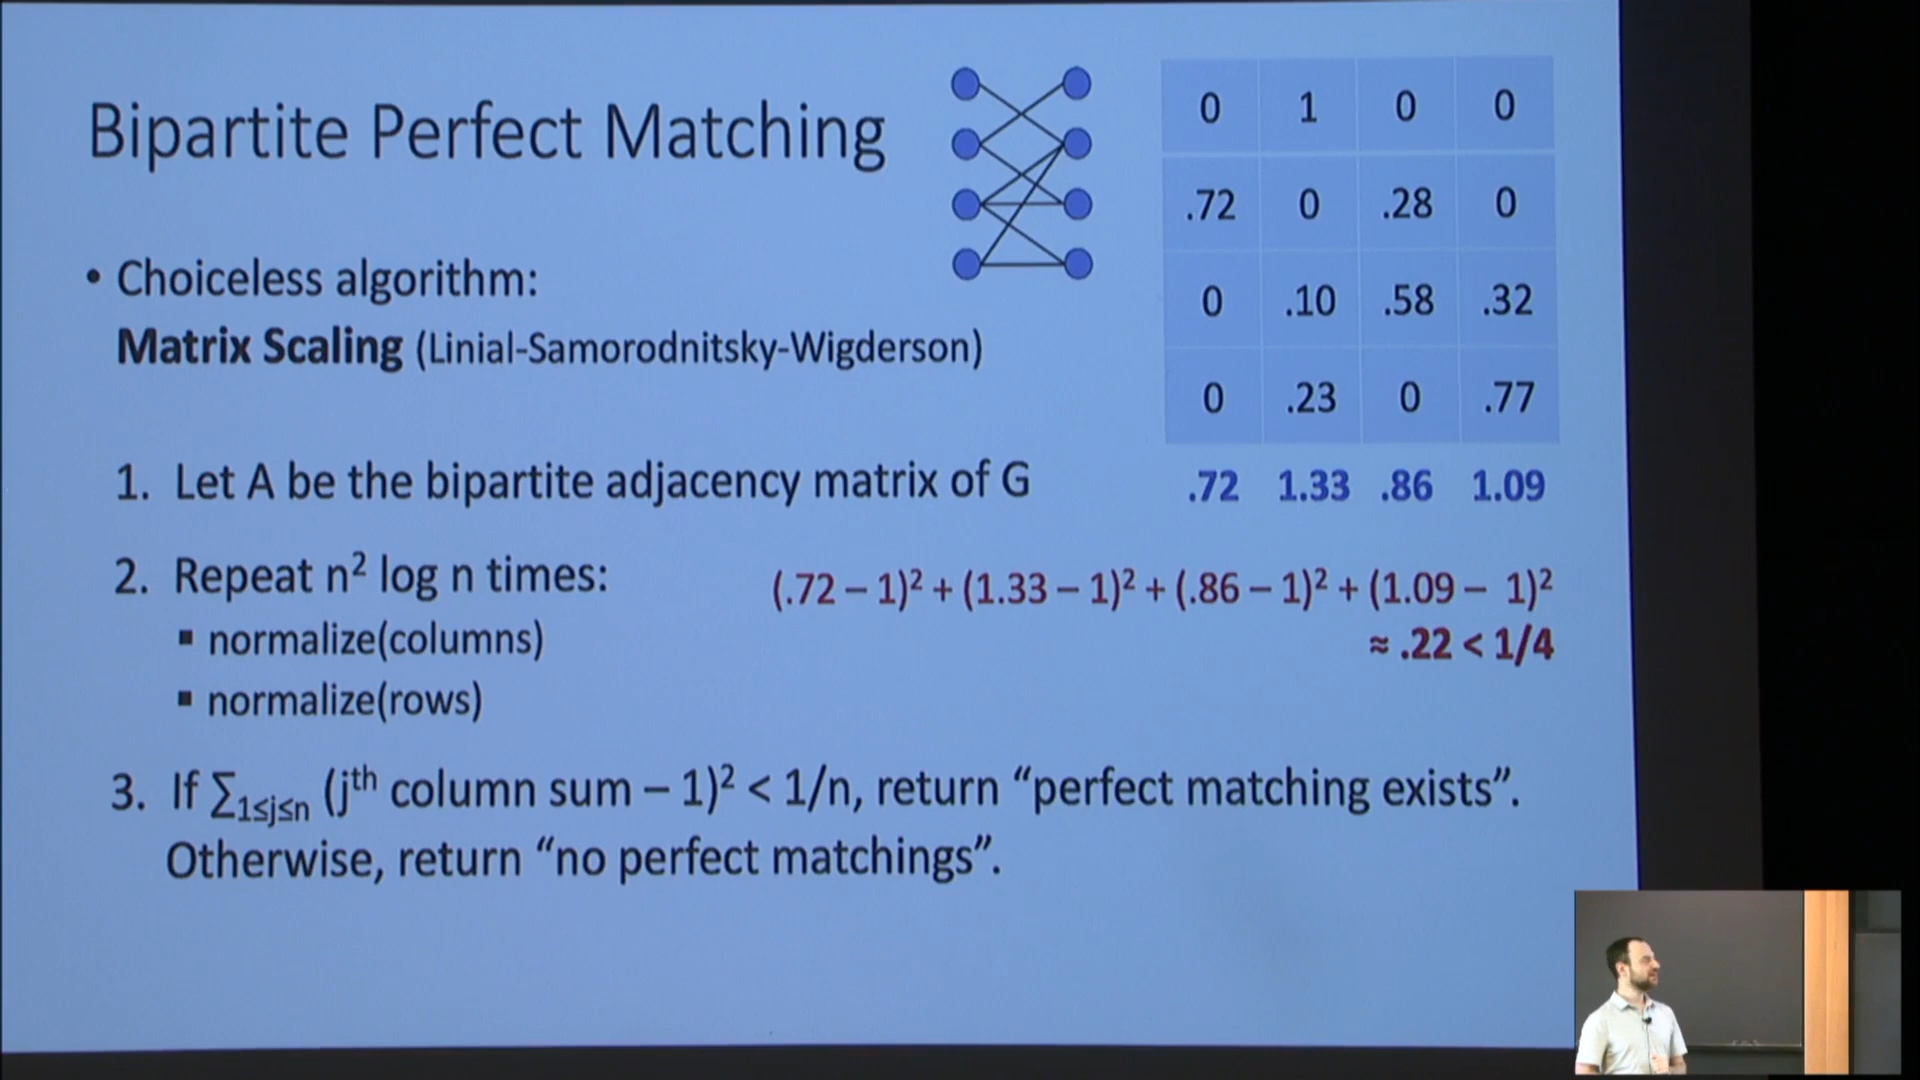 Bipartite Perfect Matching
• Choiceless algorithm:
Matrix Scaling (Linial-Samorodnitsky-Wigderson)
0 1 0 0
.72 0 .28 0
0 .10 .58 .32
0 .23 0 .77
.72 1.33 .86 1.09
1. Let A be the bipartite adjacency matrix of G
2. Repeat n² log n times:
▪ normalize(columns)
▪ normalize(rows)
(.72 – 1)² + (1.33 – 1)² + (.86 – 1)² + (1.09 – 1)²
≈ .22 < 1/4
3. If ∑₁≤j≤n (jᵗʰ column sum – 1)² < 1/n, return “perfect matching exists”.
Otherwise, return “no perfect matchings”.